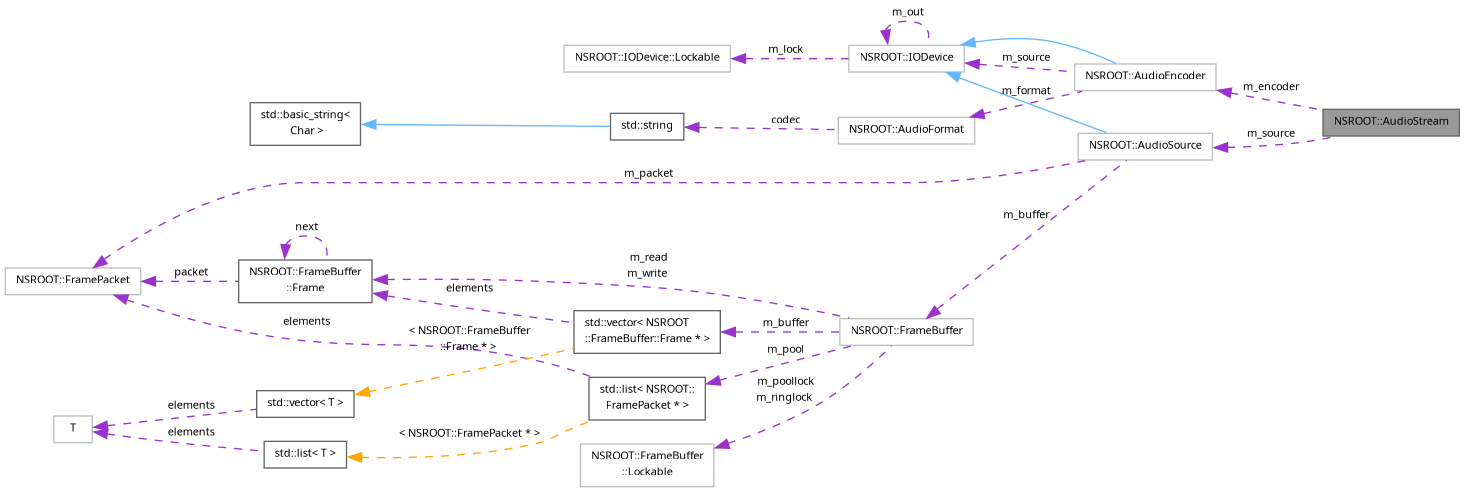 m_out
NSROOT::IODevice::Lockable
m_lock
NSROOT::IODevice
m_source
NSROOT::AudioEncoder
m_encoder
m_format
std::basic_string<
Char >
std::string
codec
NSROOT::AudioFormat
NSROOT::AudioStream
m_source
NSROOT::AudioSource
m_packet
m_buffer
next
NSROOT::FramePacket
packet
NSROOT::FrameBuffer
::Frame
m_read
m_write
elements
elements
< NSROOT::FrameBuffer
::Frame * >
std::vector< NSROOT
::FrameBuffer::Frame * >
m_buffer
NSROOT::FrameBuffer
m_pool
std::list< NSROOT::
FramePacket * >
m_poollock
m_ringlock
T
elements
std::vector< T >
elements
std::list< T >
< NSROOT::FramePacket * >
NSROOT::FrameBuffer
::Lockable